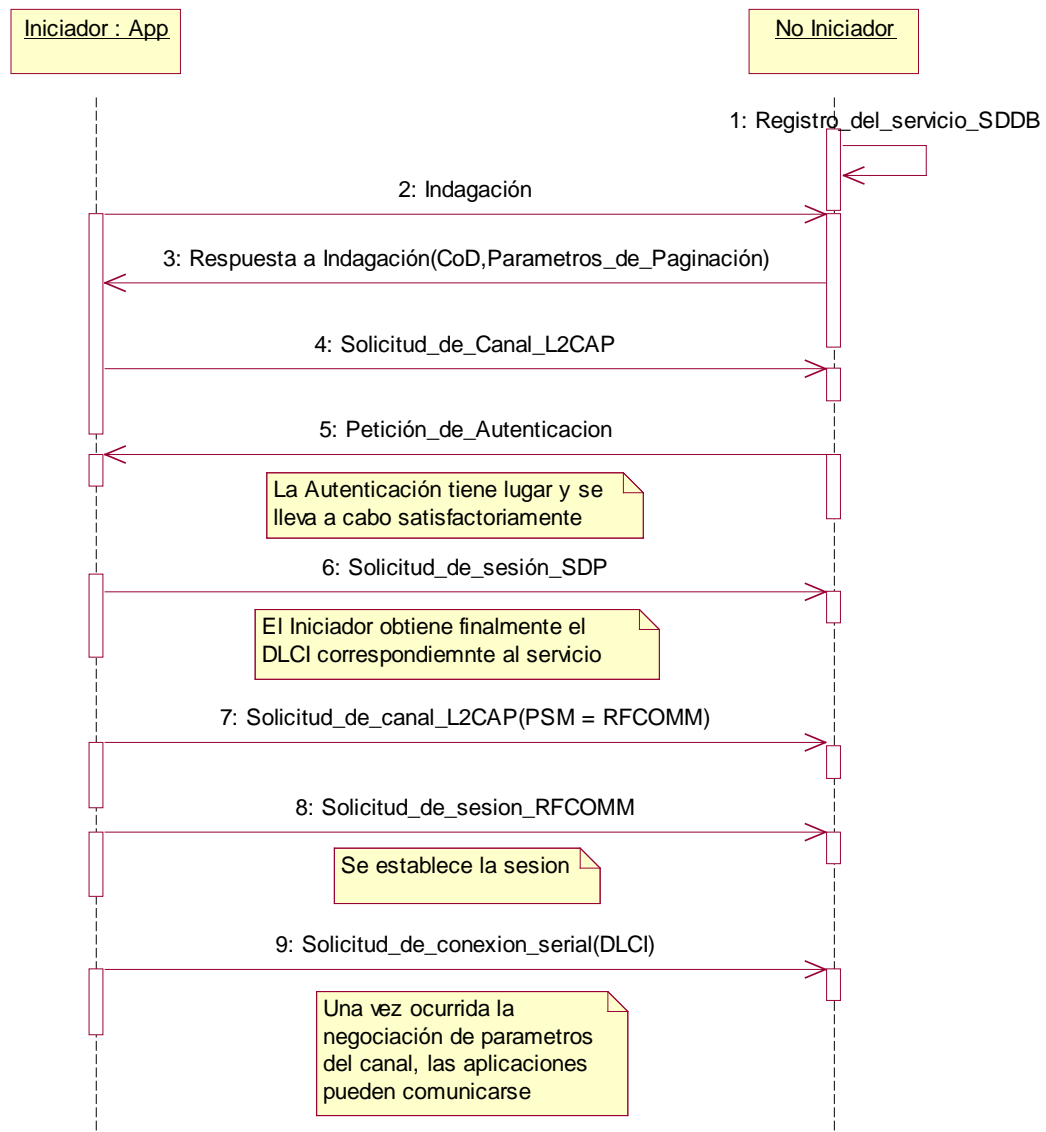 Iniciador : App
No Iniciador
1: Registro_del_servicio_SDDB
2: Indagación
3: Respuesta a Indagación(CoD,Parametros_de_Paginación)
4: Solicitud_de_Canal_L2CAP
5: Petición_de_Autenticacion
La Autenticación tiene lugar y se
lleva a cabo satisfactoriamente
6: Solicitud_de_sesión_SDP
El Iniciador obtiene finalmente el
DLCI correspondiemnte al servicio
7: Solicitud_de_canal_L2CAP(PSM = RFCOMM)
8: Solicitud_de_sesion_RFCOMM
Se establece la sesion
9: Solicitud_de_conexion_serial(DLCI)
Una vez ocurrida la
negociación de parametros
del canal, las aplicaciones
pueden comunicarse